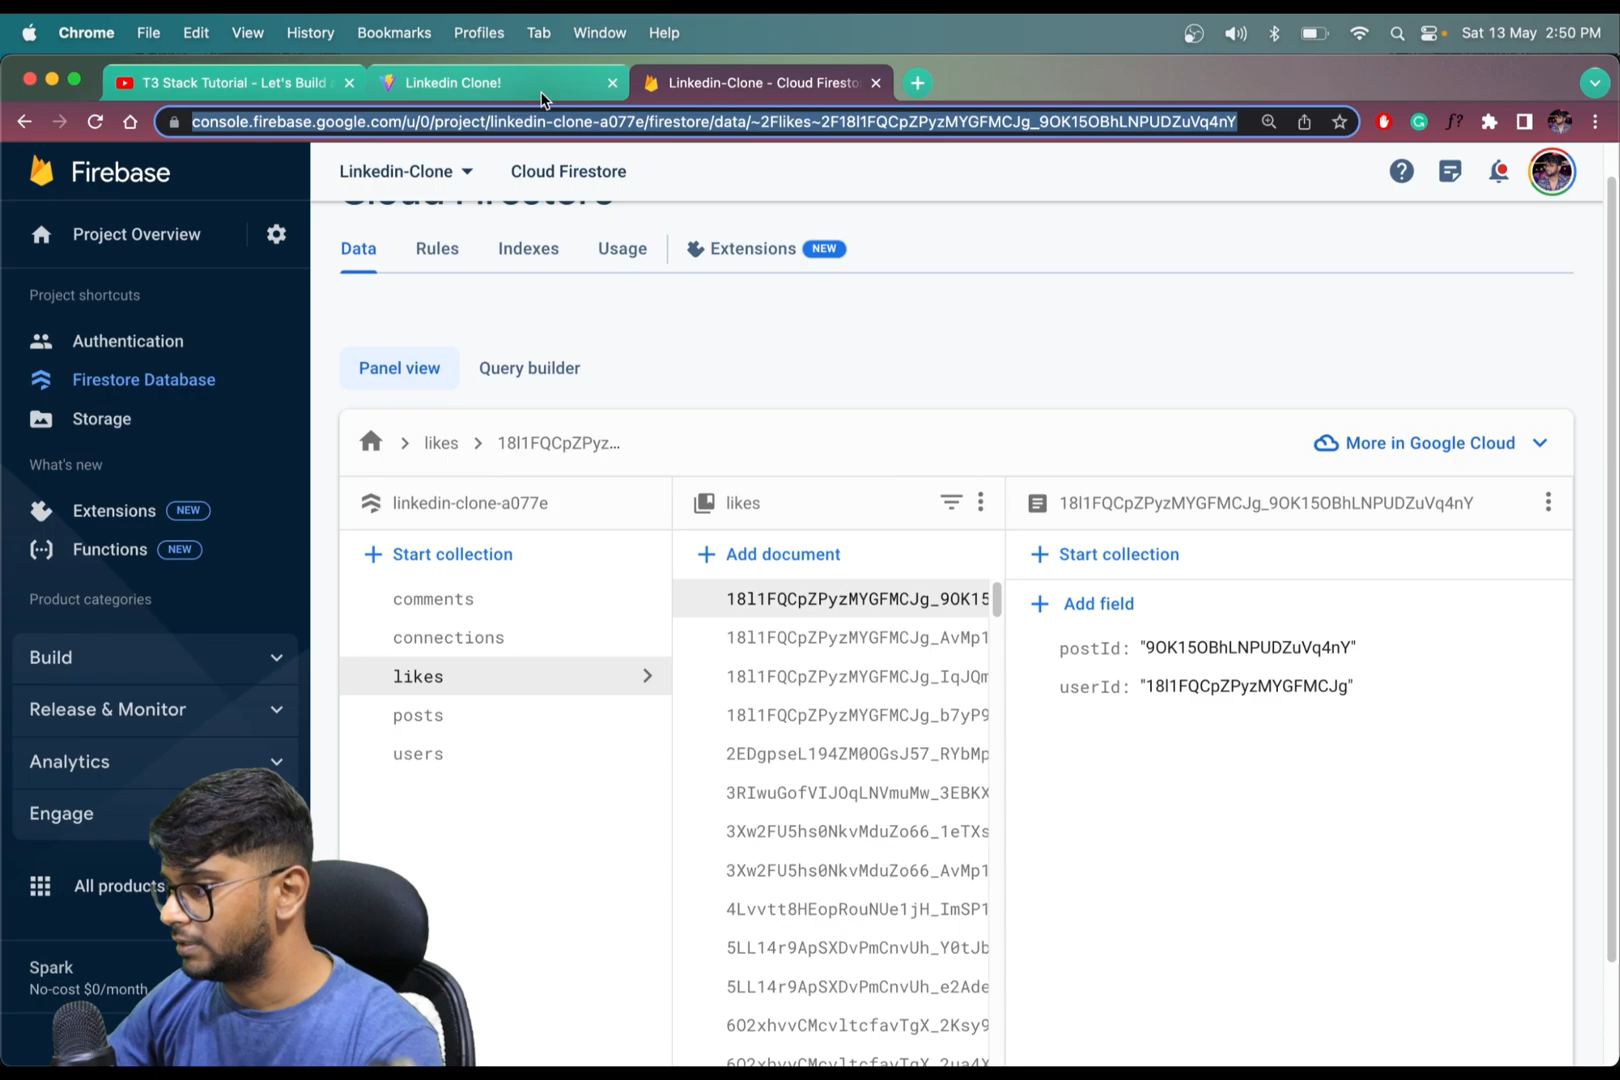 Chrome File Edit View History Bookmarks Profiles Tab Window Help Sat 13 May 2:50 PM
T3 Stack Tutorial - Let's Build Linkedin Clone! Linkedin-Clone - Cloud Firesto
console.firebase.google.com/u/0/project/linkedin-clone-a077e/firestore/data/~2Flikes~2F18l1FQCpZPyzMYGFMCJg_9OK15OBhLNPUDZuVq4nY
Firebase
Linkedin-Clone Cloud Firestore
Cloud Firestore
Project Overview
Data Rules Indexes Usage Extensions NEW
Project shortcuts
Authentication
Firestore Database
Storage
Panel view Query builder
What's new
Extensions NEW
Functions NEW
Product categories
Build
Release & Monitor
Analytics
Engage
All products
Spark
No-cost $0/month
likes 18l1FQCpZPyz...
More in Google Cloud
linkedin-clone-a077e
Start collection
comments
connections
likes
posts
users
likes
Add document
18l1FQCpZPyzMYGFMCJg_9OK15
18l1FQCpZPyzMYGFMCJg_AvMp1
18l1FQCpZPyzMYGFMCJg_IqJQm
18l1FQCpZPyzMYGFMCJg_b7yP9
2EDgpseL194ZM0OGsJ57_RYbMp
3RIwuGofVIJOqLNVmuMw_3EBKX
3Xw2FU5hs0NkvMduZo66_1eTXs
3Xw2FU5hs0NkvMduZo66_AvMp1
4Lvvtt8HEopRouNUe1jH_ImSP1
5LL14r9ApSXDvPmCnvUh_Y0tJb
5LL14r9ApSXDvPmCnvUh_e2Ade
6O2xhvvCMcvltcfavTgX_2Ksy9
6O2xhvvCMcvltcfavTgX_2ua4X
18l1FQCpZPyzMYGFMCJg_9OK15OBhLNPUDZuVq4nY
Start collection
Add field
postId: "9OK15OBhLNPUDZuVq4nY"
userId: "18l1FQCpZPyzMYGFMCJg"